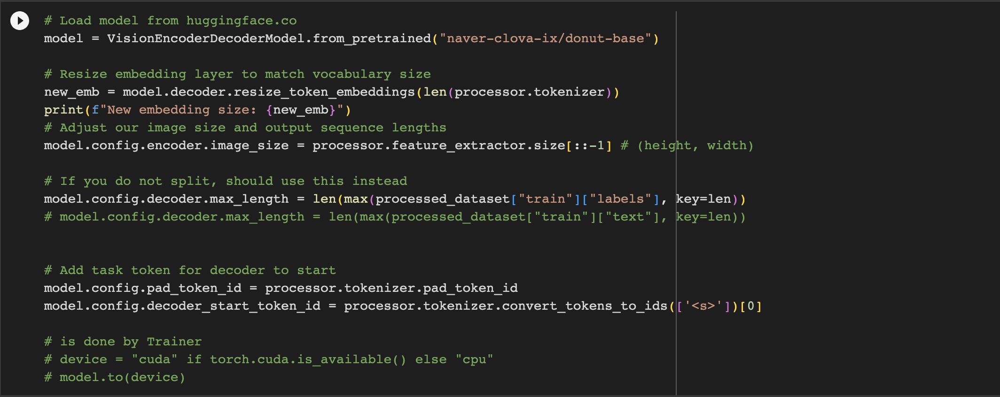 # Load model from huggingface.co
model = VisionEncoderDecoderModel.from_pretrained("naver-clova-ix/donut-base")
# Resize embedding layer to match vocabulary size
new_emb = model.decoder.resize_token_embeddings(len(processor.tokenizer))
print(f"New embedding size: {new_emb}")
# Adjust our image size and output sequence lengths
model.config.encoder.image_size = processor.feature_extractor.size[::-1] # (height, width)
# If you do not split, should use this instead
model.config.decoder.max_length = len(max(processed_dataset["train"]["labels"], key=len))
# model.config.decoder.max_length = len(max(processed_dataset["train"]["text"], key=len))
# Add task token for decoder to start
model.config.pad_token_id = processor.tokenizer.pad_token_id
model.config.decoder_start_token_id = processor.tokenizer.convert_tokens_to_ids(['<s>'])[0]
# is done by Trainer
# device = "cuda" if torch.cuda.is_available() else "cpu"
# model.to(device)